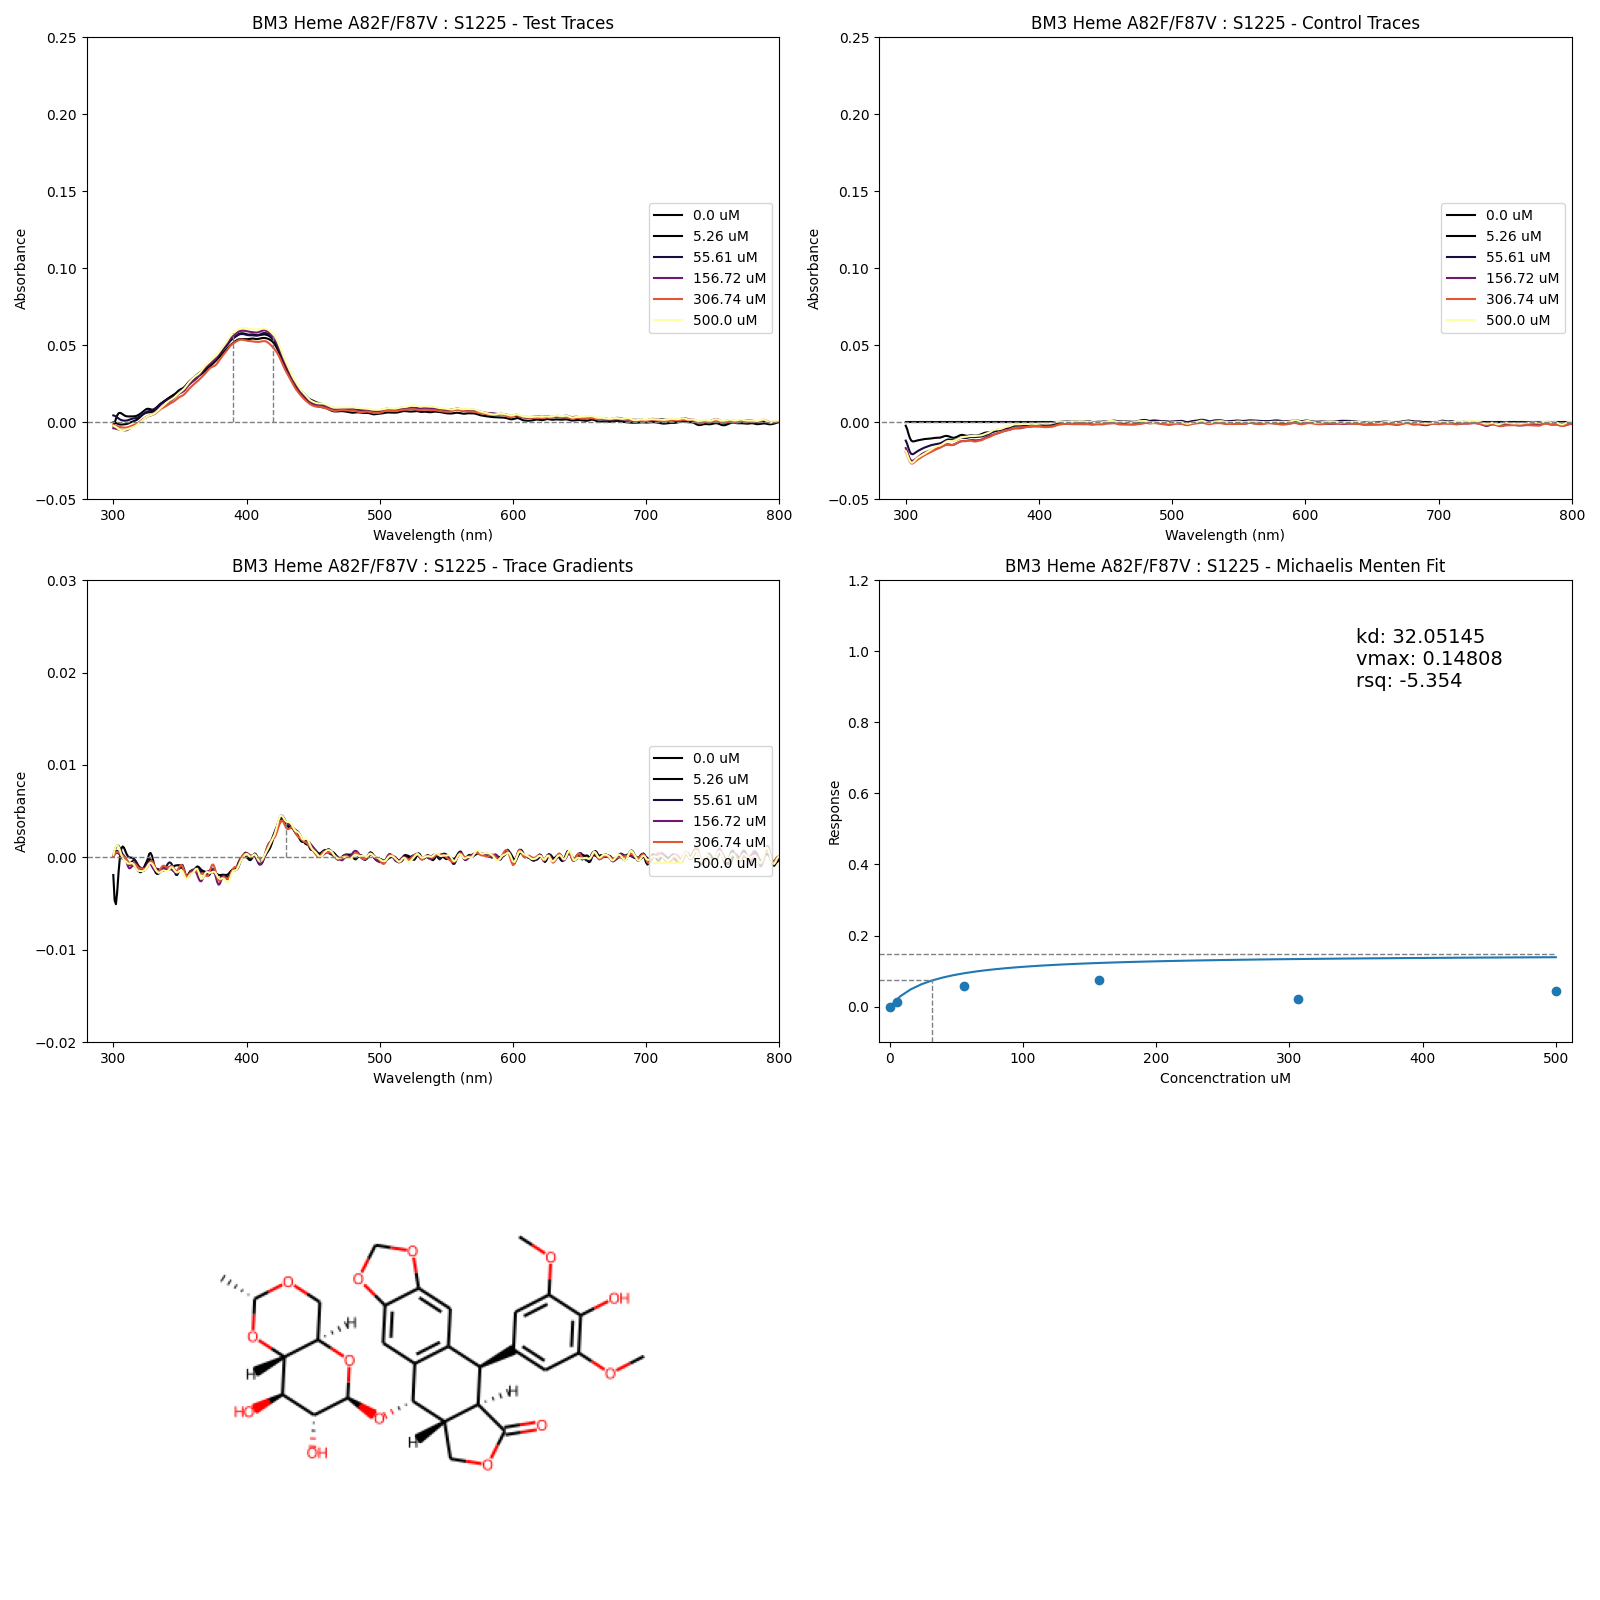 BM3 Heme A82F/F87V : S1225 - Test Traces
0.25
0.20
0.15
0.10
0.05
0.00
−0.05
Absorbance
300 400 500 600 700 800
Wavelength (nm)
0.0 uM
5.26 uM
55.61 uM
156.72 uM
306.74 uM
500.0 uM
BM3 Heme A82F/F87V : S1225 - Control Traces
0.25
0.20
0.15
0.10
0.05
0.00
−0.05
Absorbance
300 400 500 600 700 800
Wavelength (nm)
0.0 uM
5.26 uM
55.61 uM
156.72 uM
306.74 uM
500.0 uM
BM3 Heme A82F/F87V : S1225 - Trace Gradients
0.03
0.02
0.01
0.00
−0.01
−0.02
Absorbance
300 400 500 600 700 800
Wavelength (nm)
0.0 uM
5.26 uM
55.61 uM
156.72 uM
306.74 uM
500.0 uM
BM3 Heme A82F/F87V : S1225 - Michaelis Menten Fit
1.2
1.0
0.8
0.6
0.4
0.2
0.0
Response
0 100 200 300 400 500
Concenctration uM
kd: 32.05145
vmax: 0.14808
rsq: -5.354
O
O
O
O
OH
O
H
O
O
O
H
H
HO
O
O
H
OH
O